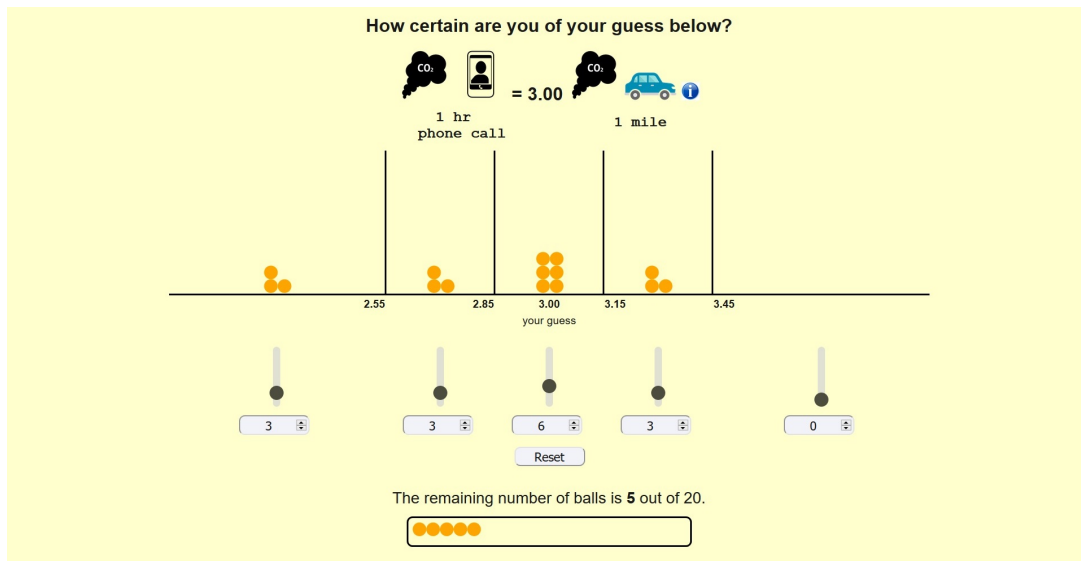 How certain are you of your guess below?
CO₂
CO₂
= 3.00
i
1 hr
phone call
1 mile
2.55
2.85
3.00
3.15
3.45
your guess
3
3
6
3
0
Reset
The remaining number of balls is 5 out of 20.